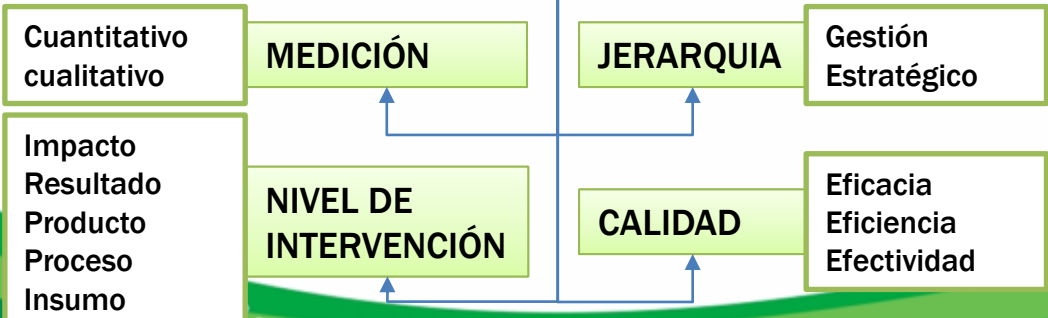 Cuantitativo
cualitativo
MEDICIÓN
JERARQUIA
Gestión
Estratégico
Impacto
Resultado
Producto
Proceso
Insumo
NIVEL DE
INTERVENCIÓN
CALIDAD
Eficacia
Eficiencia
Efectividad